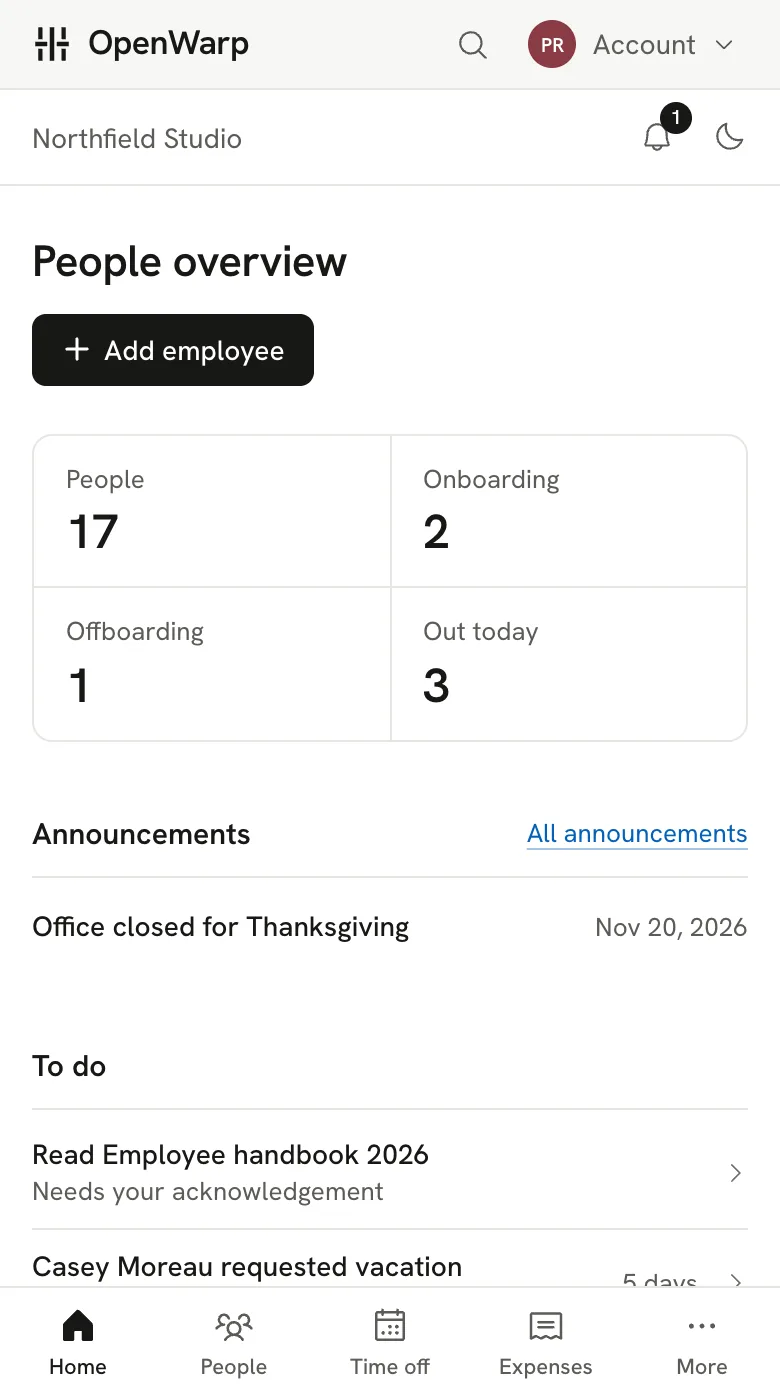 OpenWarp
PR Account
Northfield Studio
1
People overview
Add employee
People
17
Onboarding
2
Offboarding
1
Out today
3
Announcements
All announcements
Office closed for Thanksgiving
Nov 20, 2026
To do
Read Employee handbook 2026
Needs your acknowledgement
Casey Moreau requested vacation
5 days
Home
People
Time off
Expenses
More